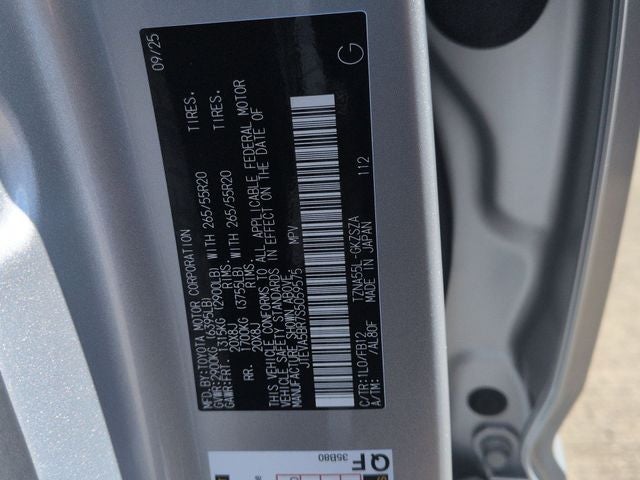 MFD.BY:TOYOTA MOTOR CORPORATION 09/25
GVWR:2900KG (6395LB)
GAWR:FRT. 1315KG (2900LB) WITH 265/55R20 TIRES,
20X8J RIMS,
RR. 1700KG (3755LB) WITH 265/55R20 TIRES,
20X8J RIMS,
THIS VEHICLE CONFORMS TO ALL APPLICABLE FEDERAL MOTOR
VEHICLE SAFETY STANDARDS IN EFFECT ON THE DATE OF
MANUFACTURE SHOWN ABOVE.
JTEVA5BR7S5059575 MPV
C/TR:1L0/FB12 TZNA55L-GKZSZA 112
A/TM: /AL80F MADE IN JAPAN
G
35B80
QF